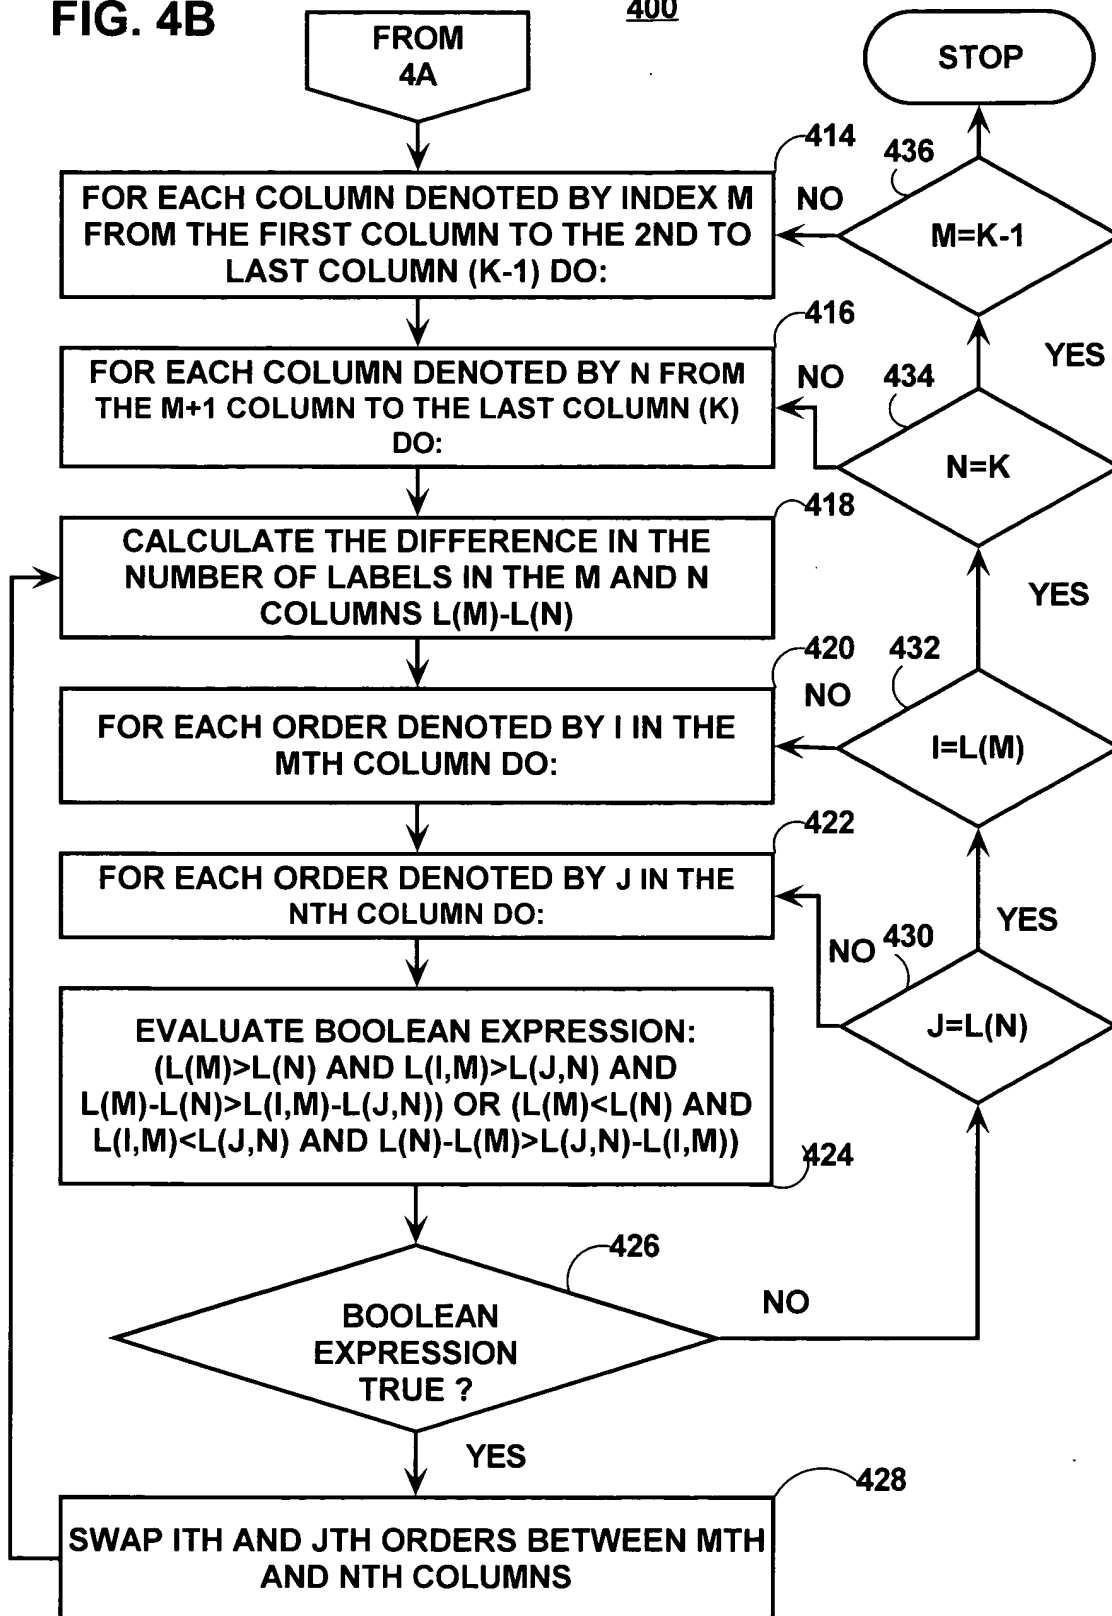 FIG. 4B
400
FROM
4A
STOP
414
436
FOR EACH COLUMN DENOTED BY INDEX M
FROM THE FIRST COLUMN TO THE 2ND TO
LAST COLUMN (K-1) DO:
NO
M=K-1
416
YES
FOR EACH COLUMN DENOTED BY N FROM
THE M+1 COLUMN TO THE LAST COLUMN (K)
DO:
NO
434
N=K
418
CALCULATE THE DIFFERENCE IN THE
NUMBER OF LABELS IN THE M AND N
COLUMNS L(M)-L(N)
YES
420
432
NO
FOR EACH ORDER DENOTED BY I IN THE
MTH COLUMN DO:
I=L(M)
422
FOR EACH ORDER DENOTED BY J IN THE
NTH COLUMN DO:
YES
NO
430
J=L(N)
EVALUATE BOOLEAN EXPRESSION:
(L(M)>L(N) AND L(I,M)>L(J,N) AND
L(M)-L(N)>L(I,M)-L(J,N)) OR (L(M)<L(N) AND
L(I,M)<L(J,N) AND L(N)-L(M)>L(J,N)-L(I,M))
424
426
BOOLEAN
EXPRESSION
TRUE ?
NO
YES
428
SWAP ITH AND JTH ORDERS BETWEEN MTH
AND NTH COLUMNS